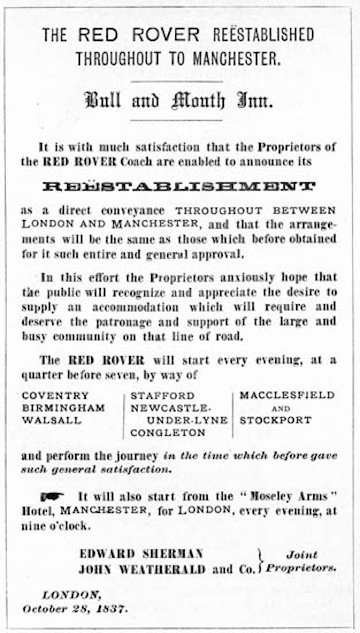 THE RED ROVER REËSTABLISHED
THROUGHOUT TO MANCHESTER.
Bull and Mouth Inn.
It is with much satisfaction that the Proprietors of
the RED ROVER Coach are enabled to announce its
REËSTABLISHMENT
as a direct conveyance THROUGHOUT BETWEEN
LONDON AND MANCHESTER, and that the arrange-
ments will be the same as those which before obtained
for it such entire and general approval.
In this effort the Proprietors anxiously hope that
the public will recognize and appreciate the desire to
supply an accommodation which will require and
deserve the patronage and support of the large and
busy community on that line of road.
The RED ROVER will start every evening, at a
quarter before seven, by way of
COVENTRY
BIRMINGHAM
WALSALL
STAFFORD
NEWCASTLE-
UNDER-LYNE
CONGLETON
MACCLESFIELD
AND
STOCKPORT
and perform the journey in the time which before gave
such general satisfaction.
☛ It will also start from the "Moseley Arms"
Hotel, MANCHESTER, for LONDON, every evening, at
nine o'clock.
EDWARD SHERMAN
JOHN WEATHERALD and Co.
} Joint
Proprietors.
LONDON,
October 28, 1837.